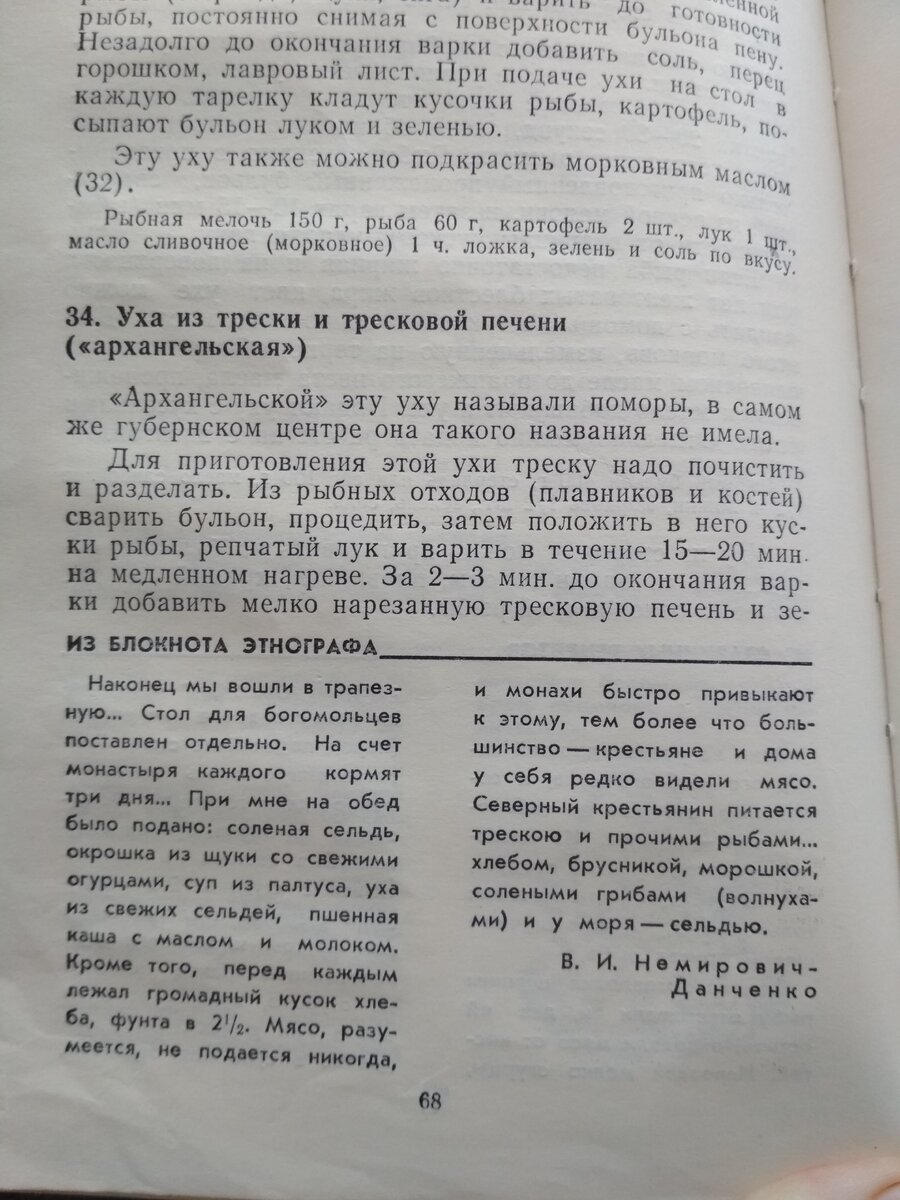 и варить до готовности
рыбы, постоянно снимая с поверхности бульона пену.
Незадолго до окончания варки добавить соль, перец
горошком, лавровый лист. При подаче ухи на стол в
каждую тарелку кладут кусочки рыбы, картофель, по-
сыпают бульон луком и зеленью.
Эту уху также можно подкрасить морковным маслом
(32).
Рыбная мелочь 150 г, рыба 60 г, картофель 2 шт., лук 1 шт.,
масло сливочное (морковное) 1 ч. ложка, зелень и соль по вкусу.
34. Уха из трески и тресковой печени
(«архангельская»)
«Архангельской» эту уху называли поморы, в самом
же губернском центре она такого названия не имела.
Для приготовления этой ухи треску надо почистить
и разделать. Из рыбных отходов (плавников и костей)
сварить бульон, процедить, затем положить в него кус-
ки рыбы, репчатый лук и варить в течение 15—20 мин.
на медленном нагреве. За 2—3 мин. до окончания вар-
ки добавить мелко нарезанную тресковую печень и зе-
ИЗ БЛОКНОТА ЭТНОГРАФА
Наконец мы вошли в трапез-
ную... Стол для богомольцев
поставлен отдельно. На счет
монастыря каждого кормят
три дня... При мне на обед
было подано: соленая сельдь,
окрошка из щуки со свежими
огурцами, суп из палтуса, уха
из свежих сельдей, пшенная
каша с маслом и молоком.
Кроме того, перед каждым
лежал громадный кусок хле-
ба, фунта в 2½. Мясо, разу-
меется, не подается никогда,
и монахи быстро привыкают
к этому, тем более что боль-
шинство — крестьяне и дома
у себя редко видели мясо.
Северный крестьянин питается
трескою и прочими рыбами...
хлебом, брусникой, морошкой,
солеными грибами (волнуха-
ми) и у моря — сельдью.
В. И. Немирович-
Данченко
68